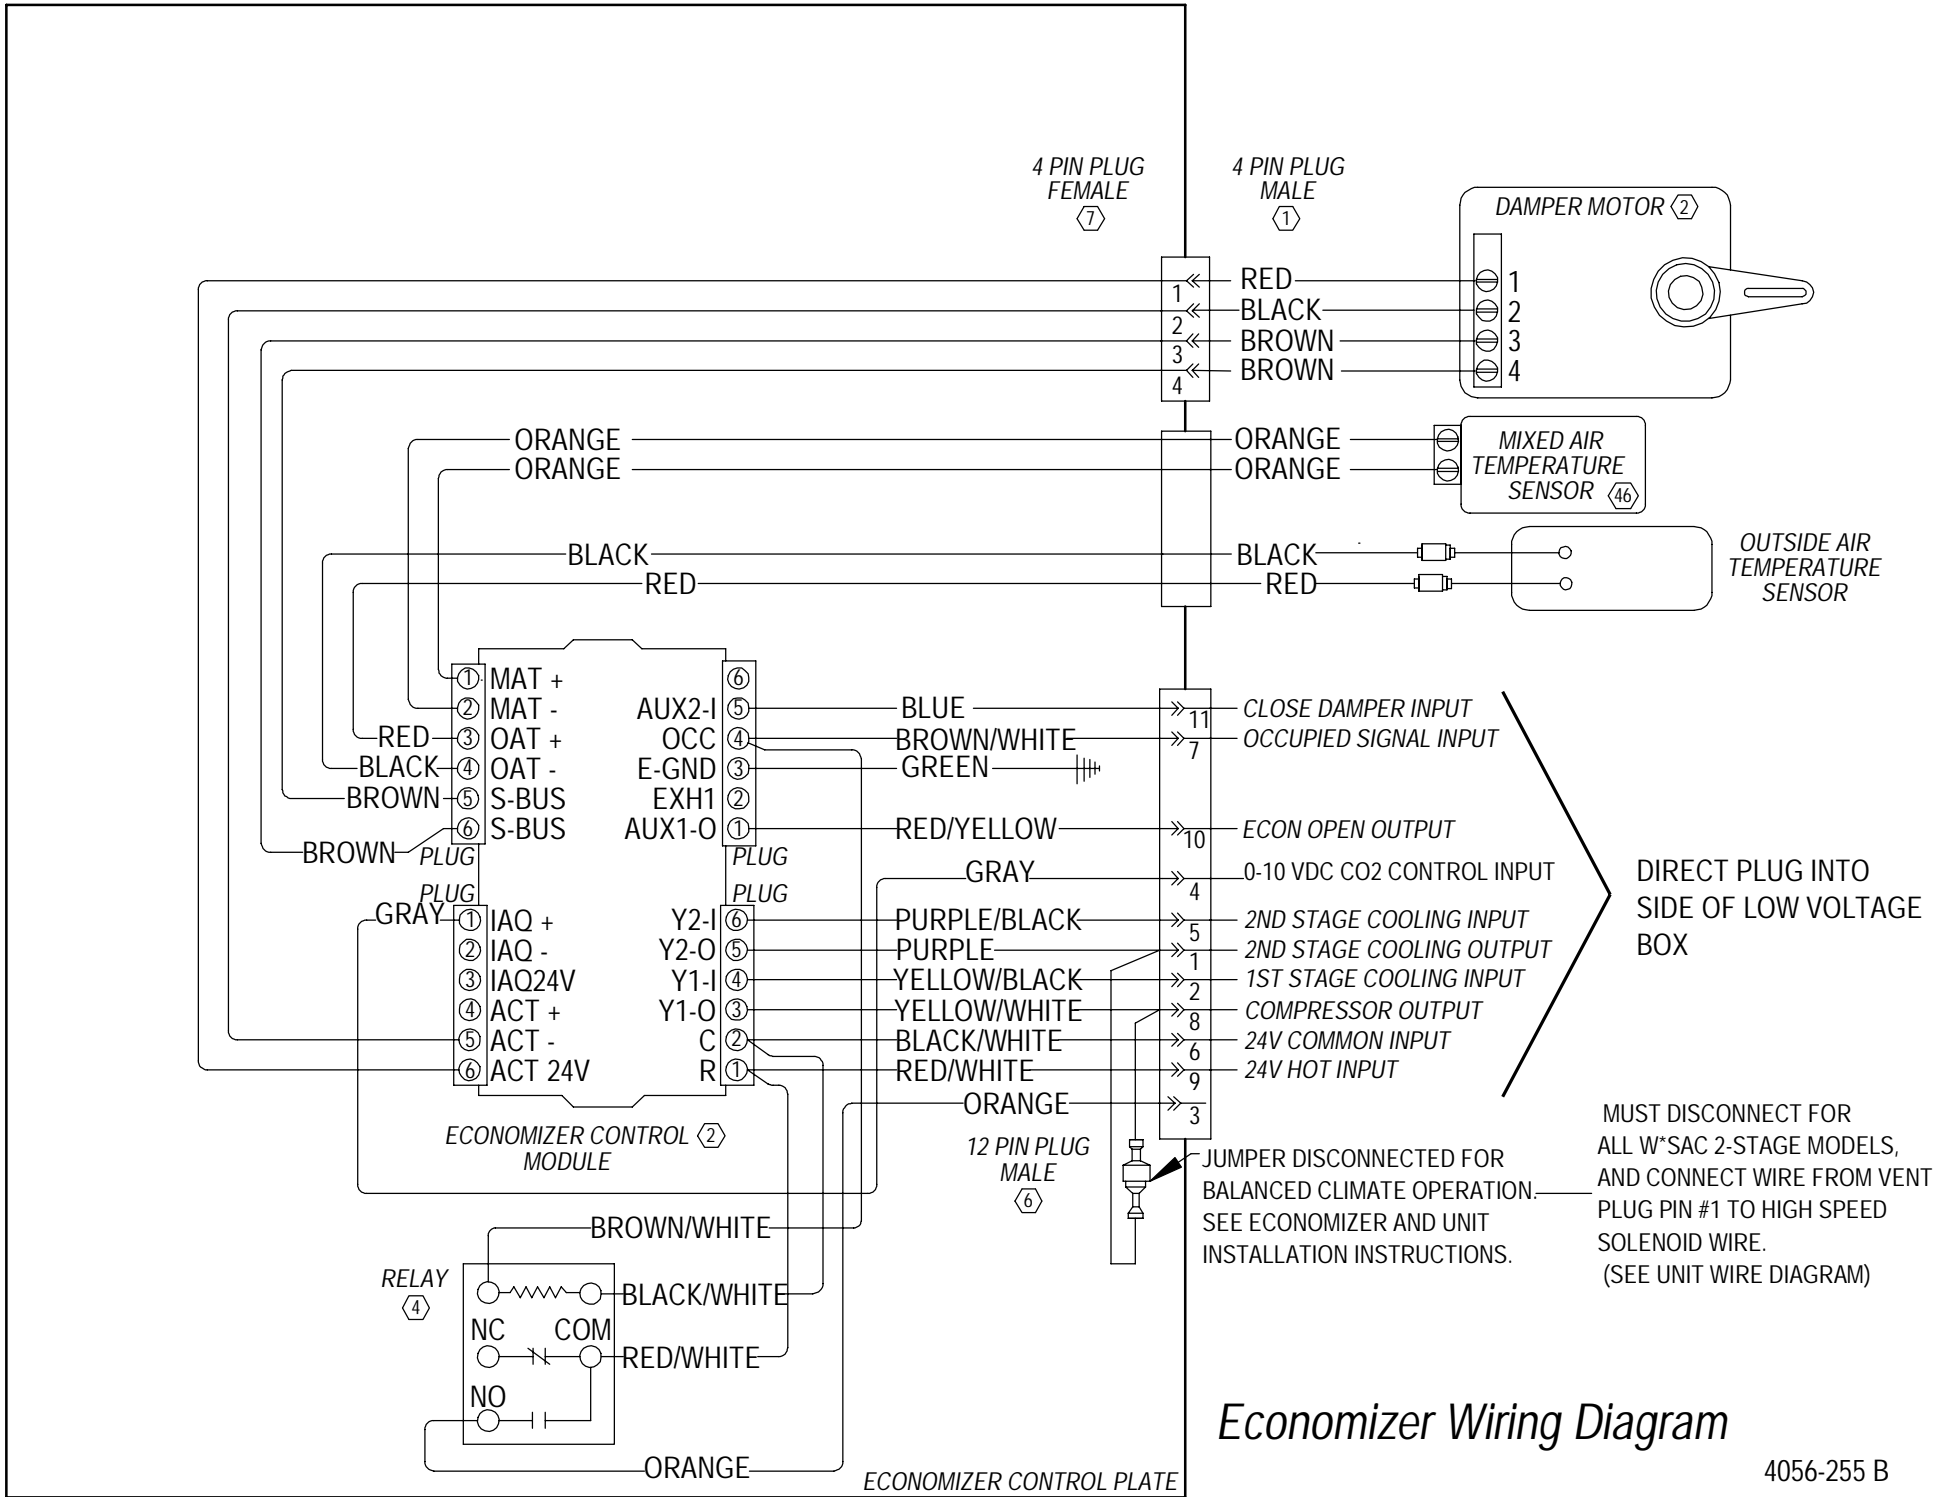 4 PIN PLUG
FEMALE
7
4 PIN PLUG
MALE
1
DAMPER MOTOR 2
1 RED 1
2 BLACK 2
3 BROWN 3
4 BROWN 4
ORANGE ORANGE
ORANGE ORANGE
MIXED AIR
TEMPERATURE
SENSOR 46
BLACK BLACK
RED RED
OUTSIDE AIR
TEMPERATURE
SENSOR
1 MAT +
2 MAT -
RED 3 OAT +
BLACK 4 OAT -
BROWN 5 S-BUS
6 S-BUS
BROWN PLUG
PLUG
GRAY 1 IAQ +
2 IAQ -
3 IAQ24V
4 ACT +
5 ACT -
6 ACT 24V
6
AUX2-I 5 BLUE 11 CLOSE DAMPER INPUT
OCC 4 BROWN/WHITE 7 OCCUPIED SIGNAL INPUT
E-GND 3 GREEN
EXH1 2
AUX1-O 1 RED/YELLOW 10 ECON OPEN OUTPUT
PLUG
PLUG
GRAY 4 0-10 VDC CO2 CONTROL INPUT
Y2-I 6 PURPLE/BLACK 5 2ND STAGE COOLING INPUT
Y2-O 5 PURPLE 1 2ND STAGE COOLING OUTPUT
Y1-I 4 YELLOW/BLACK 2 1ST STAGE COOLING INPUT
Y1-O 3 YELLOW/WHITE 8 COMPRESSOR OUTPUT
C 2 BLACK/WHITE 6 24V COMMON INPUT
R 1 RED/WHITE 9 24V HOT INPUT
ORANGE 3
DIRECT PLUG INTO
SIDE OF LOW VOLTAGE
BOX
ECONOMIZER CONTROL 2
MODULE
12 PIN PLUG
MALE
6
JUMPER DISCONNECTED FOR
BALANCED CLIMATE OPERATION.
SEE ECONOMIZER AND UNIT
INSTALLATION INSTRUCTIONS.
MUST DISCONNECT FOR
ALL W*SAC 2-STAGE MODELS,
AND CONNECT WIRE FROM VENT
PLUG PIN #1 TO HIGH SPEED
SOLENOID WIRE.
(SEE UNIT WIRE DIAGRAM)
BROWN/WHITE
RELAY
4
BLACK/WHITE
NC COM
RED/WHITE
NO
ORANGE
ECONOMIZER CONTROL PLATE
Economizer Wiring Diagram
4056-255 B